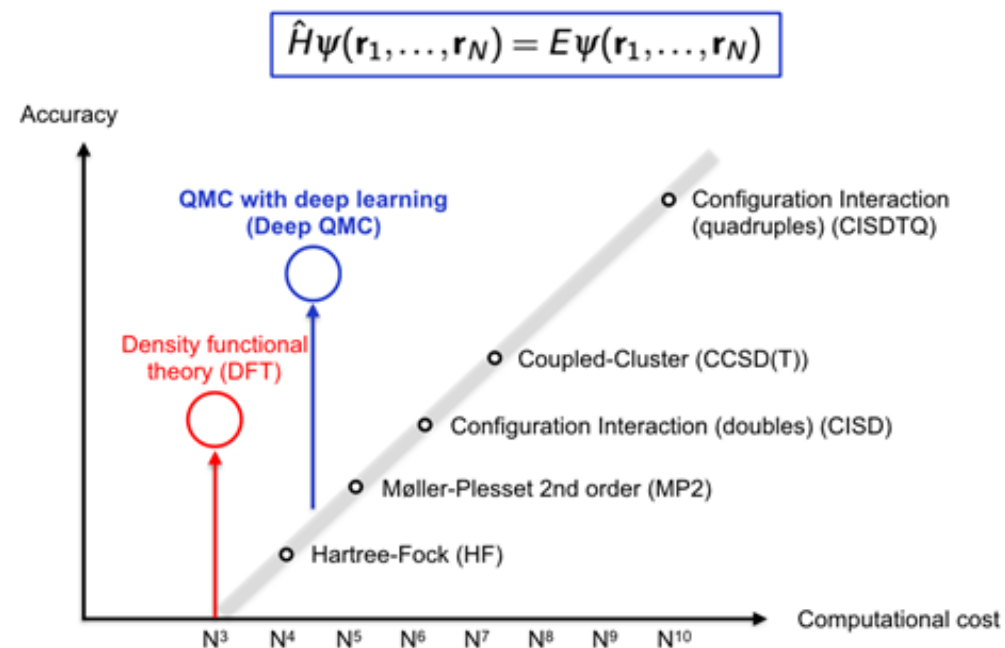 Ĥψ(r₁,...,r_N) = Eψ(r₁,...,r_N)
Accuracy
QMC with deep learning
(Deep QMC)
Configuration Interaction
(quadruples) (CISDTQ)
Density functional
theory (DFT)
Coupled-Cluster (CCSD(T))
Configuration Interaction (doubles) (CISD)
Møller-Plesset 2nd order (MP2)
Hartree-Fock (HF)
Computational cost
N³ N⁴ N⁵ N⁶ N⁷ N⁸ N⁹ N¹⁰